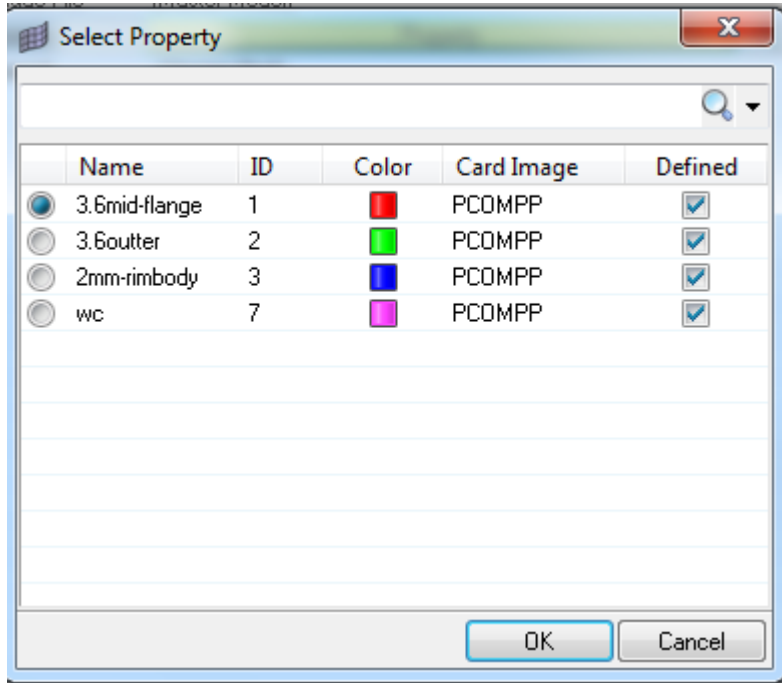 Select Property
Name ID Color Card Image Defined
3.6mid-flange 1 PCOMPP
3.6outter 2 PCOMPP
2mm-rimbody 3 PCOMPP
wc 7 PCOMPP
OK Cancel